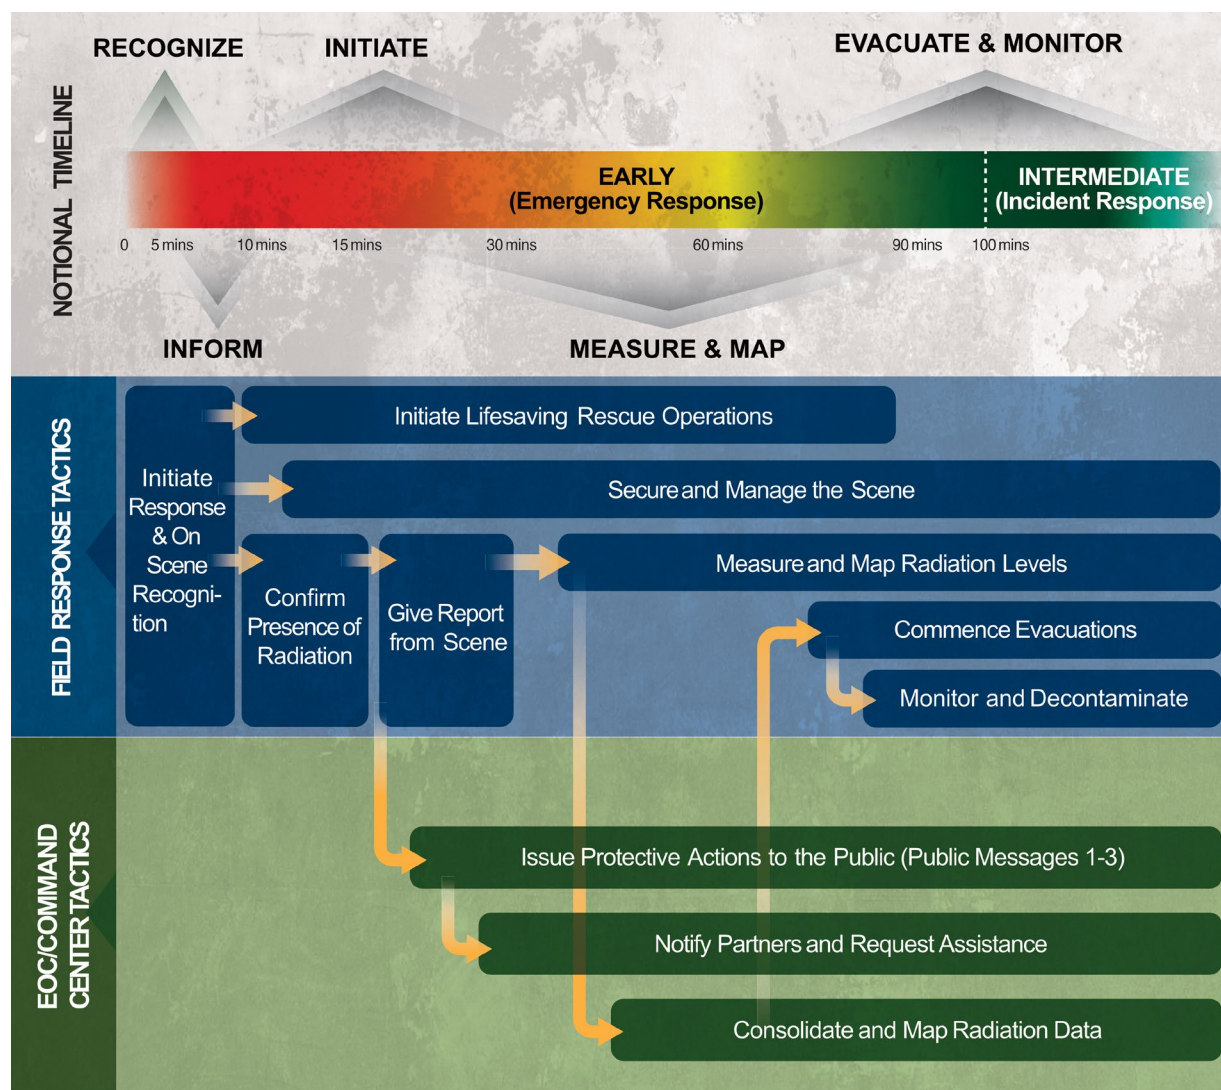 RECOGNIZE
INITIATE
EVACUATE & MONITOR
NOTIONAL TIMELINE
EARLY
(Emergency Response)
INTERMEDIATE
(Incident Response)
0
5 mins
10 mins
15 mins
30 mins
60 mins
90 mins
100 mins
INFORM
MEASURE & MAP
FIELD RESPONSE TACTICS
Initiate
Response
& On
Scene
Recogni-
tion
Initiate Lifesaving Rescue Operations
Secure and Manage the Scene
Confirm
Presence of
Radiation
Give Report
from Scene
Measure and Map Radiation Levels
Commence Evacuations
Monitor and Decontaminate
EOC/COMMAND
CENTER TACTICS
Issue Protective Actions to the Public (Public Messages 1-3)
Notify Partners and Request Assistance
Consolidate and Map Radiation Data